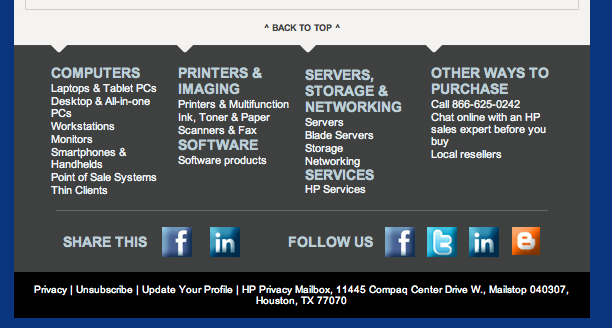 ^ BACK TO TOP ^
COMPUTERS
Laptops & Tablet PCs
Desktop & All-in-one
PCs
Workstations
Monitors
Smartphones &
Handhelds
Point of Sale Systems
Thin Clients
PRINTERS &
IMAGING
Printers & Multifunction
Ink, Toner & Paper
Scanners & Fax
SOFTWARE
Software products
SERVERS,
STORAGE &
NETWORKING
Servers
Blade Servers
Storage
Networking
SERVICES
HP Services
OTHER WAYS TO
PURCHASE
Call 866-625-0242
Chat online with an HP
sales expert before you
buy
Local resellers
SHARE THIS f in FOLLOW US f t in B
Privacy | Unsubscribe | Update Your Profile | HP Privacy Mailbox, 11445 Compaq Center Drive W., Mailstop 040307,
Houston, TX 77070